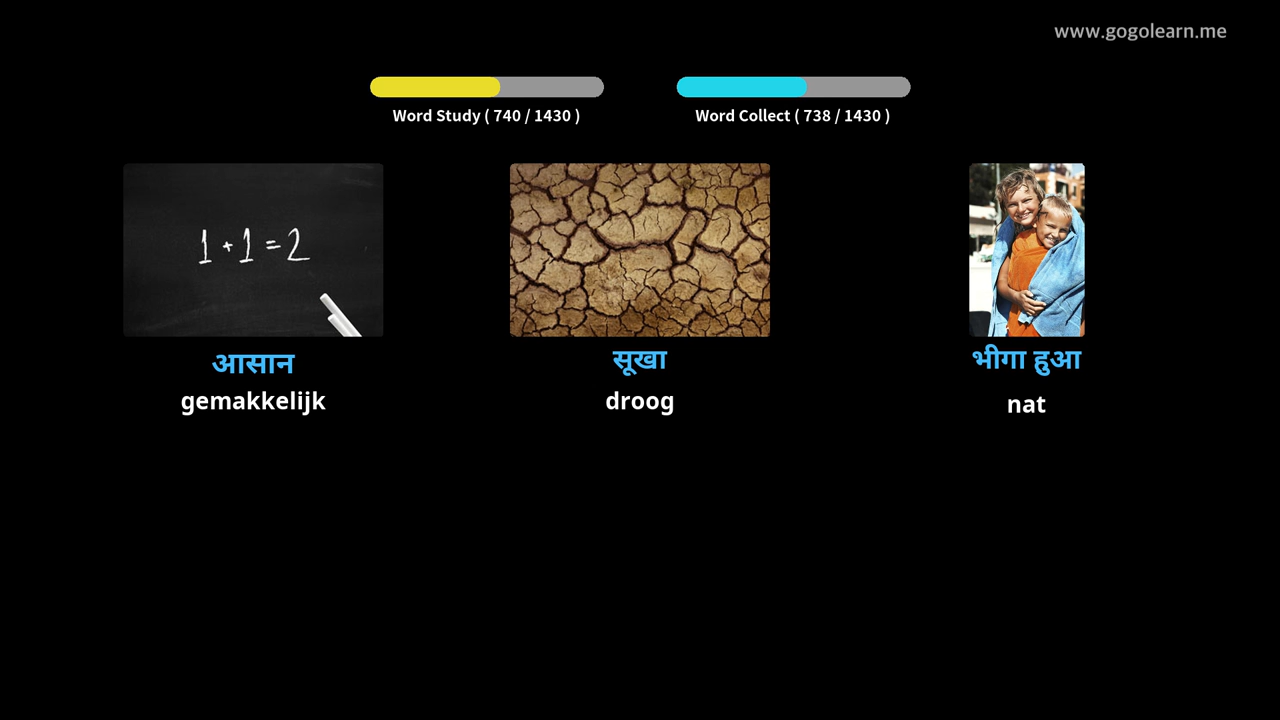 www.gogolearn.me
Word Study ( 740 / 1430 )
Word Collect ( 738 / 1430 )
1 + 1 = 2
आसान
gemakkelijk
सूखा
droog
भीगा हुआ
nat